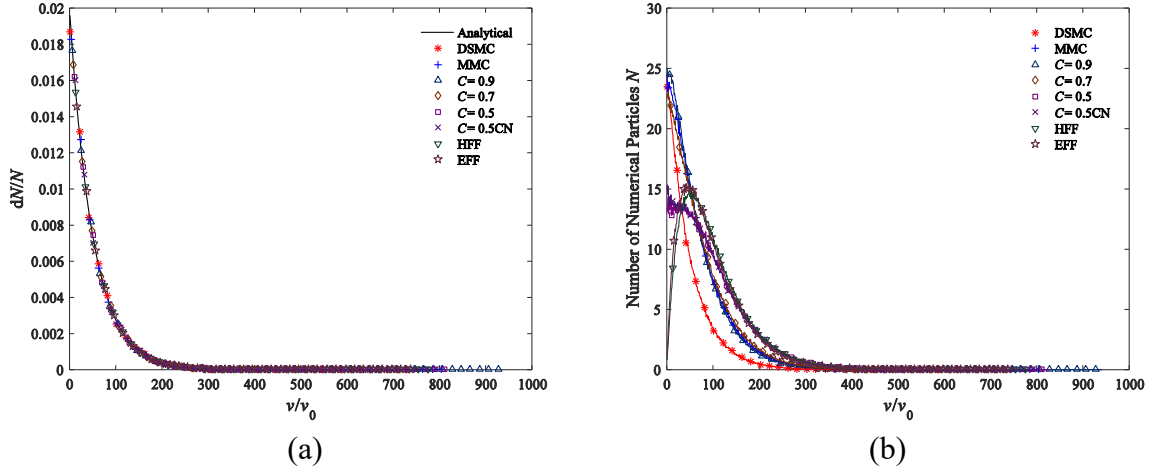 0.02
0.018
0.016
0.014
0.012
0.01
0.008
0.006
0.004
0.002
0
dN/N
0 100 200 300 400 500 600 700 800 900 1000
v/v₀
Analytical
DSMC
MMC
C = 0.9
C = 0.7
C = 0.5
C = 0.5CN
HFF
EFF
(a)
30
25
20
15
10
5
0
Number of Numerical Particles N
0 100 200 300 400 500 600 700 800 900 1000
v/v₀
DSMC
MMC
C = 0.9
C = 0.7
C = 0.5
C = 0.5CN
HFF
EFF
(b)